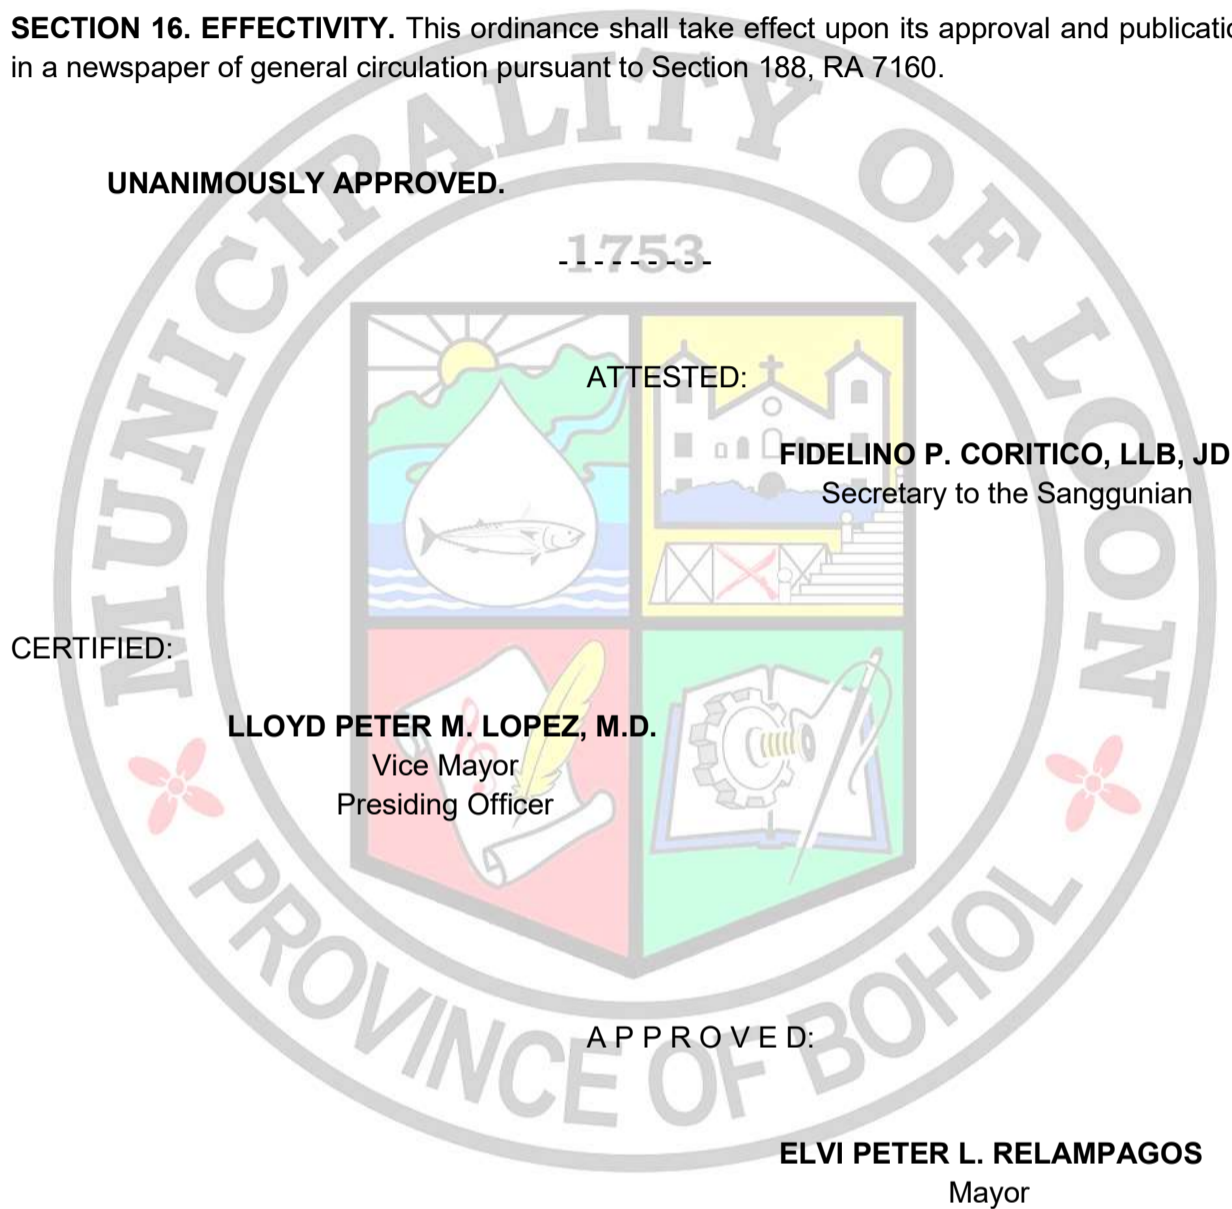 SECTION 16. EFFECTIVITY. This ordinance shall take effect upon its approval and publicatio
in a newspaper of general circulation pursuant to Section 188, RA 7160.
UNANIMOUSLY APPROVED.
MUNICIPALITY OF LOON
1753
- - - - - - - - -
ATTESTED:
FIDELINO P. CORITICO, LLB, JD
Secretary to the Sanggunian
CERTIFIED:
LLOYD PETER M. LOPEZ, M.D.
Vice Mayor
Presiding Officer
PROVINCE OF BOHOL
A P P R O V E D:
ELVI PETER L. RELAMPAGOS
Mayor